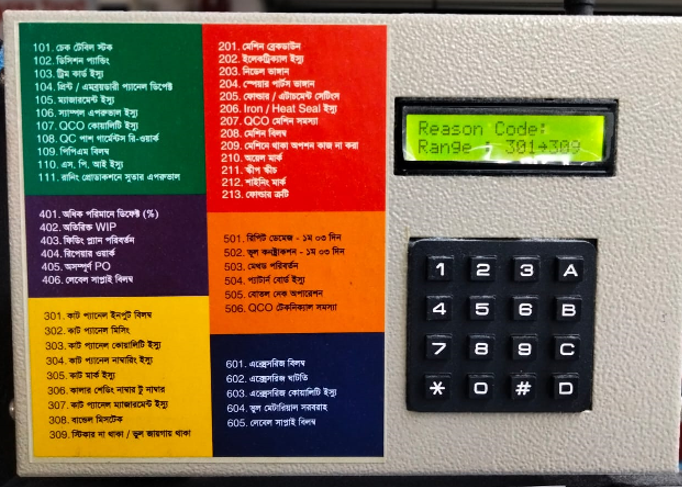 101. চেক টেবিল স্টক
102. ডিসিশন প্যান্ডিং
103. ট্রিম কার্ড ইস্যু
104. প্রিন্ট / এমব্রয়ডারী প্যানেল ডিফেক্ট
105. ম্যাজারমেন্ট ইস্যু
106. স্যাম্পল এপরুভাল ইস্যু
107. QCO কোয়ালিটি ইস্যু
108. QC পাশ গার্মেন্টস রি-ওয়ার্ক
109. পিপিএম বিলম্ব
110. এস. পি. আই ইস্যু
111. রানিং প্রোডাকশনে সুতার এপরুভাল
201. মেশিন ব্রেকডাউন
202. ইলেকট্রিক্যাল ইস্যু
203. নিডেল ভাঙ্গান
204. স্পেয়ার পার্টস ভাঙ্গান
205. ফোল্ডার / এটাচমেন্ট সেটিংস
206. Iron / Heat Seal ইস্যু
207. QCO মেশিন সমস্যা
208. মেশিন বিলম্ব
209. মেশিনে থাকা অপশন কাজ না করা
210. অয়েল মার্ক
211. স্কীপ স্টীচ
212. শাইনিং মার্ক
213. ফোল্ডার ত্রুটি
401. অধিক পরিমানে ডিফেক্ট (%)
402. অতিরিক্ত WIP
403. ফিডিং প্ল্যান পরিবর্তন
404. রিপেয়ার ওয়ার্ক
405. অসম্পূর্ণ PO
406. লেবেল সাপ্লাই বিলম্ব
501. রিপিট ডেমেজ - ১ম ০৩ দিন
502. ভুল কনস্ট্রাকশন - ১ম ০৩ দিন
503. মেথড পরিবর্তন
504. প্যাটার্ন বোর্ড ইস্যু
505. বোতল নেক অপারেশন
506. QCO টেকনিক্যাল সমস্যা
301. কাট প্যানেল ইনপুট বিলম্ব
302. কাট প্যানেল মিসিং
303. কাট প্যানেল কোয়ালিটি ইস্যু
304. কাট প্যানেল নাম্বারিং ইস্যু
305. কাট মার্ক ইস্যু
306. কালার শেডিং নাম্বার টু নাম্বার
307. কাট প্যানেল ম্যাজারমেন্ট ইস্যু
308. বান্ডেল মিসটেক
309. স্টিকার না থাকা / ভুল জায়গায় থাকা
601. এক্সেসরিজ বিলম্ব
602. এক্সেসরিজ ঘাটতি
603. এক্সেসরিজ কোয়ালিটি ইস্যু
604. ভুল মেটারিয়াল সরবরাহ
605. লেবেল সাপ্লাই বিলম্ব
Reason Code:
Range : 301→309
1 2 3 A
4 5 6 B
7 8 9 C
* 0 # D